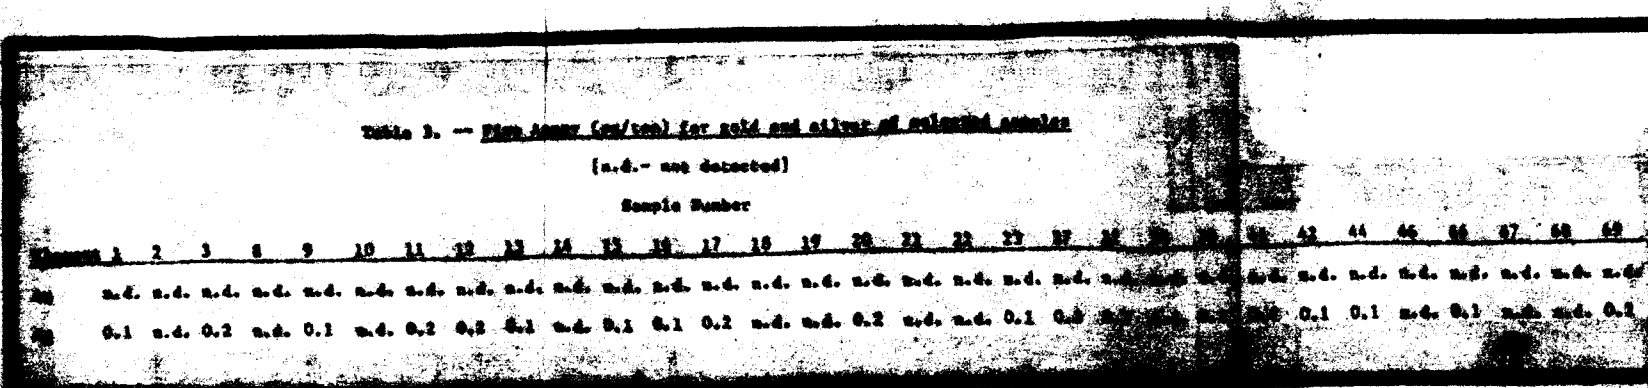 Table 3. -- Fire Assay (oz/ton) for gold and silver of selected samples
[n.d.- not detected]
Sample Number
Element 1 2 3 8 9 10 11 12 13 14 15 16 17 18 19 20 21 22 23 37 42 44 46 66 67 68 69
Au n.d. n.d. n.d. n.d. n.d. n.d. n.d. n.d. n.d. n.d. n.d. n.d. n.d. n.d. n.d. n.d. n.d. n.d. n.d. n.d. n.d. n.d. n.d. n.d. n.d. n.d. n.d. n.d.
Ag 0.1 n.d. 0.2 n.d. 0.1 n.d. 0.2 0.2 0.1 n.d. 0.1 0.1 0.2 n.d. n.d. 0.2 n.d. n.d. 0.1 0.1 0.1 n.d. 0.1 n.d. n.d. 0.2